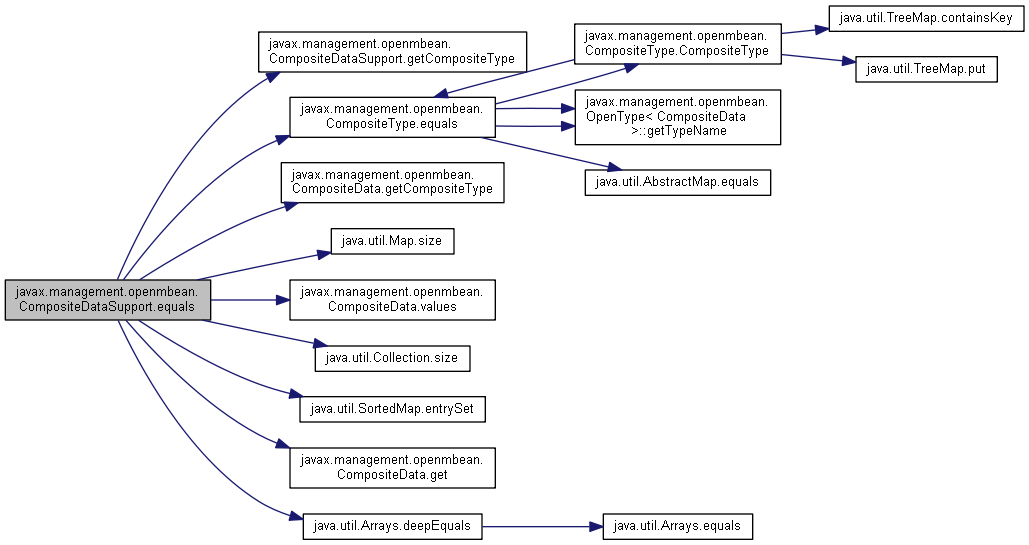 javax.management.openmbean.
CompositeDataSupport.equals
javax.management.openmbean.
CompositeDataSupport.getCompositeType
javax.management.openmbean.
CompositeType.equals
javax.management.openmbean.
CompositeType.CompositeType
java.util.TreeMap.containsKey
java.util.TreeMap.put
javax.management.openmbean.
OpenType< CompositeData
>::getTypeName
java.util.AbstractMap.equals
javax.management.openmbean.
CompositeData.getCompositeType
java.util.Map.size
javax.management.openmbean.
CompositeData.values
java.util.Collection.size
java.util.SortedMap.entrySet
javax.management.openmbean.
CompositeData.get
java.util.Arrays.deepEquals
java.util.Arrays.equals